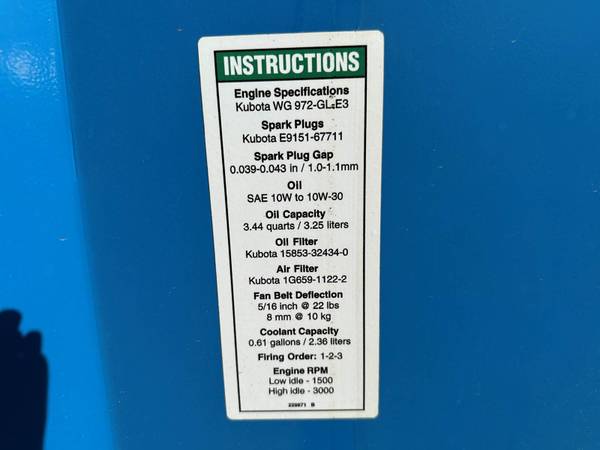 INSTRUCTIONS
Engine Specifications
Kubota WG 972-GL-E3
Spark Plugs
Kubota E9151-67711
Spark Plug Gap
0.039-0.043 in / 1.0-1.1mm
Oil
SAE 10W to 10W-30
Oil Capacity
3.44 quarts / 3.25 liters
Oil Filter
Kubota 15853-32434-0
Air Filter
Kubota 1G659-1122-2
Fan Belt Deflection
5/16 inch @ 22 lbs
8 mm @ 10 kg
Coolant Capacity
0.61 gallons / 2.36 liters
Firing Order: 1-2-3
Engine RPM
Low idle - 1500
High idle - 3000
B